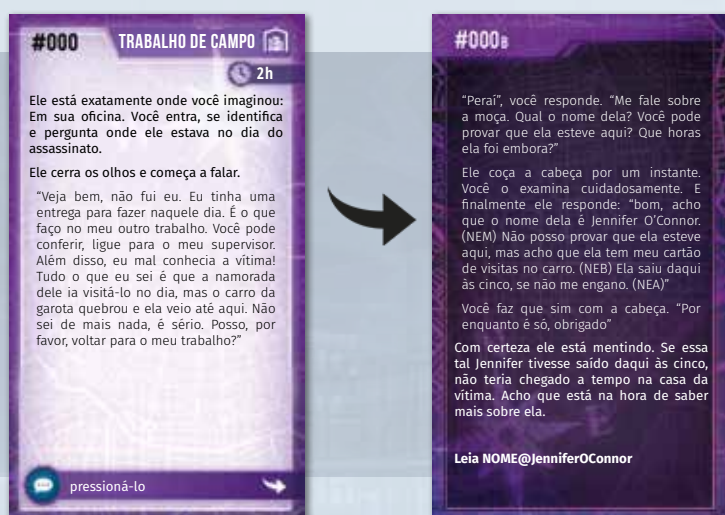 #000
TRABALHO DE CAMPO
2h
Ele está exatamente onde você imaginou:
Em sua oficina. Você entra, se identifica
e pergunta onde ele estava no dia do
assassinato.
Ele cerra os olhos e começa a falar.
“Veja bem, não fui eu. Eu tinha uma
entrega para fazer naquele dia. É o que
faço no meu outro trabalho. Você pode
conferir, ligue para o meu supervisor.
Além disso, eu mal conhecia a vítima!
Tudo o que eu sei é que a namorada
dele ia visitá-lo no dia, mas o carro da
garota quebrou e ela veio até aqui. Não
sei de mais nada, é sério. Posso, por
favor, voltar para o meu trabalho?”
pressioná-lo
#000B
“Peraí”, você responde. “Me fale sobre
a moça. Qual o nome dela? Você pode
provar que ela esteve aqui? Que horas
ela foi embora?”
Ele coça a cabeça por um instante.
Você o examina cuidadosamente. E
finalmente ele responde: “bom, acho
que o nome dela é Jennifer O’Connor.
(NEM) Não posso provar que ela esteve
aqui, mas acho que ela tem meu cartão
de visitas no carro. (NEB) Ela saiu daqui
às cinco, se não me engano. (NEA)”
Você faz que sim com a cabeça. “Por
enquanto é só, obrigado”
Com certeza ele está mentindo. Se essa
tal Jennifer tivesse saído daqui às cinco,
não teria chegado a tempo na casa da
vítima. Acho que está na hora de saber
mais sobre ela.
Leia NOME@JenniferOConnor